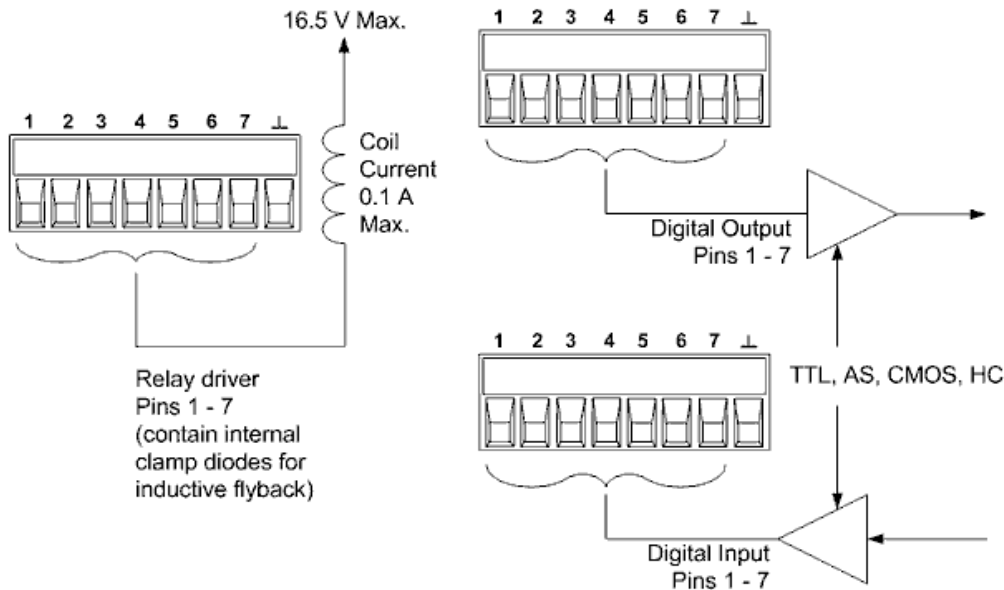 16.5 V Max.
1 2 3 4 5 6 7 ⊥
Coil
Current
0.1 A
Max.
Relay driver
Pins 1 - 7
(contain internal
clamp diodes for
inductive flyback)
1 2 3 4 5 6 7 ⊥
Digital Output
Pins 1 - 7
TTL, AS, CMOS, HC
1 2 3 4 5 6 7 ⊥
Digital Input
Pins 1 - 7